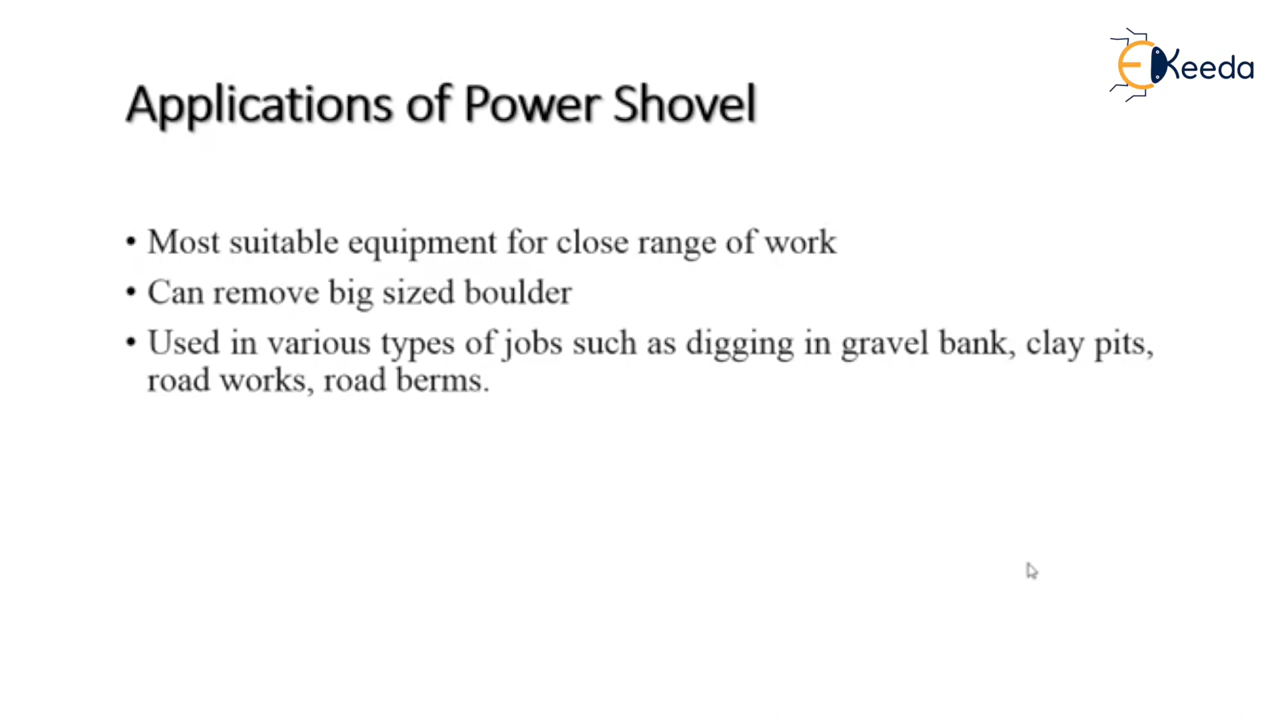 EKeeda
Applications of Power Shovel
• Most suitable equipment for close range of work
• Can remove big sized boulder
• Used in various types of jobs such as digging in gravel bank, clay pits,
road works, road berms.